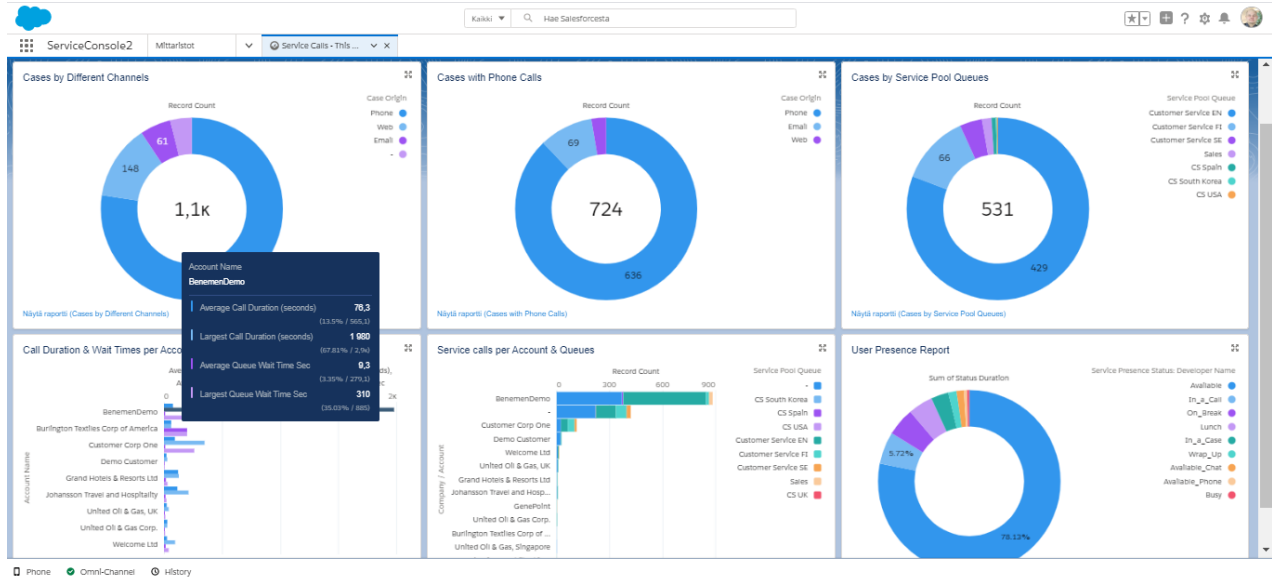 Kaikki
Hae Salesforcesta
ServiceConsole2
Mittaristot
Service Calls - This ...
Cases by Different Channels
Record Count
Case Origin
Phone
Web
Email
-
61
148
1,1к
Näytä raportti (Cases by Different Channels)
Cases with Phone Calls
Record Count
Case Origin
Phone
Email
Web
69
724
636
Näytä raportti (Cases with Phone Calls)
Cases by Service Pool Queues
Record Count
Service Pool Queue
Customer Service EN
Customer Service FI
Customer Service SE
Sales
CS Spain
CS South Korea
CS USA
66
531
429
Näytä raportti (Cases by Service Pool Queues)
Account Name
BenemenDemo
Average Call Duration (seconds) 76,3
(13.5% / 565,1)
Largest Call Duration (seconds) 1 980
(67.81% / 2,9к)
Average Queue Wait Time Sec 9,3
(3.35% / 279,1)
Largest Queue Wait Time Sec 310
(35.03% / 885)
Call Duration & Wait Times per Acco
Ave
ds),
A
c
0
2к
Account Name
BenemenDemo
Burlington Textiles Corp of America
Customer Corp One
Demo Customer
Grand Hotels & Resorts Ltd
Johansson Travel and Hospitality
United Oil & Gas, UK
United Oil & Gas Corp.
Welcome Ltd
Service calls per Account & Queues
Record Count
0 300 600 900
Company / Account
BenemenDemo
-
Customer Corp One
Demo Customer
Welcome Ltd
United Oil & Gas, UK
Grand Hotels & Resorts Ltd
Johansson Travel and Hosp...
GenePoint
United Oil & Gas Corp.
Burlington Textiles Corp of ...
United Oil & Gas, Singapore
Service Pool Queue
-
CS South Korea
CS Spain
CS USA
Customer Service EN
Customer Service FI
Customer Service SE
Sales
CS UK
User Presence Report
Sum of Status Duration
Service Presence Status: Developer Name
Available
In_a_Call
On_Break
Lunch
In_a_Case
Wrap_Up
Available_Chat
Available_Phone
Busy
5.72%
78.13%
Phone
Omni-Channel
History